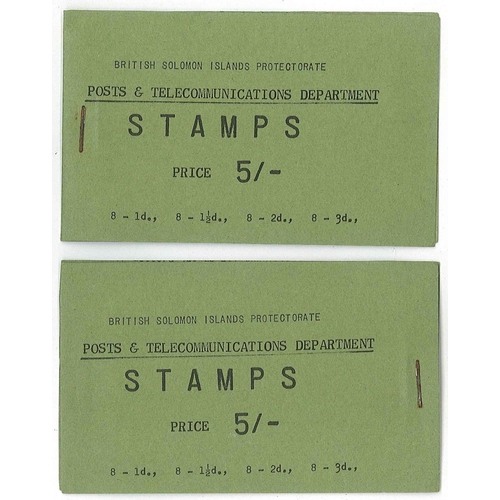 BRITISH SOLOMON ISLANDS PROTECTORATE
POSTS & TELECOMMUNICATIONS DEPARTMENT
STAMPS
PRICE 5/-
8 - 1d., 8 - 1½d., 8 - 2d., 8 - 3d.,
BRITISH SOLOMON ISLANDS PROTECTORATE
POSTS & TELECOMMUNICATIONS DEPARTMENT
STAMPS
PRICE 5/-
8 - 1d., 8 - 1½d., 8 - 2d., 8 - 3d.,